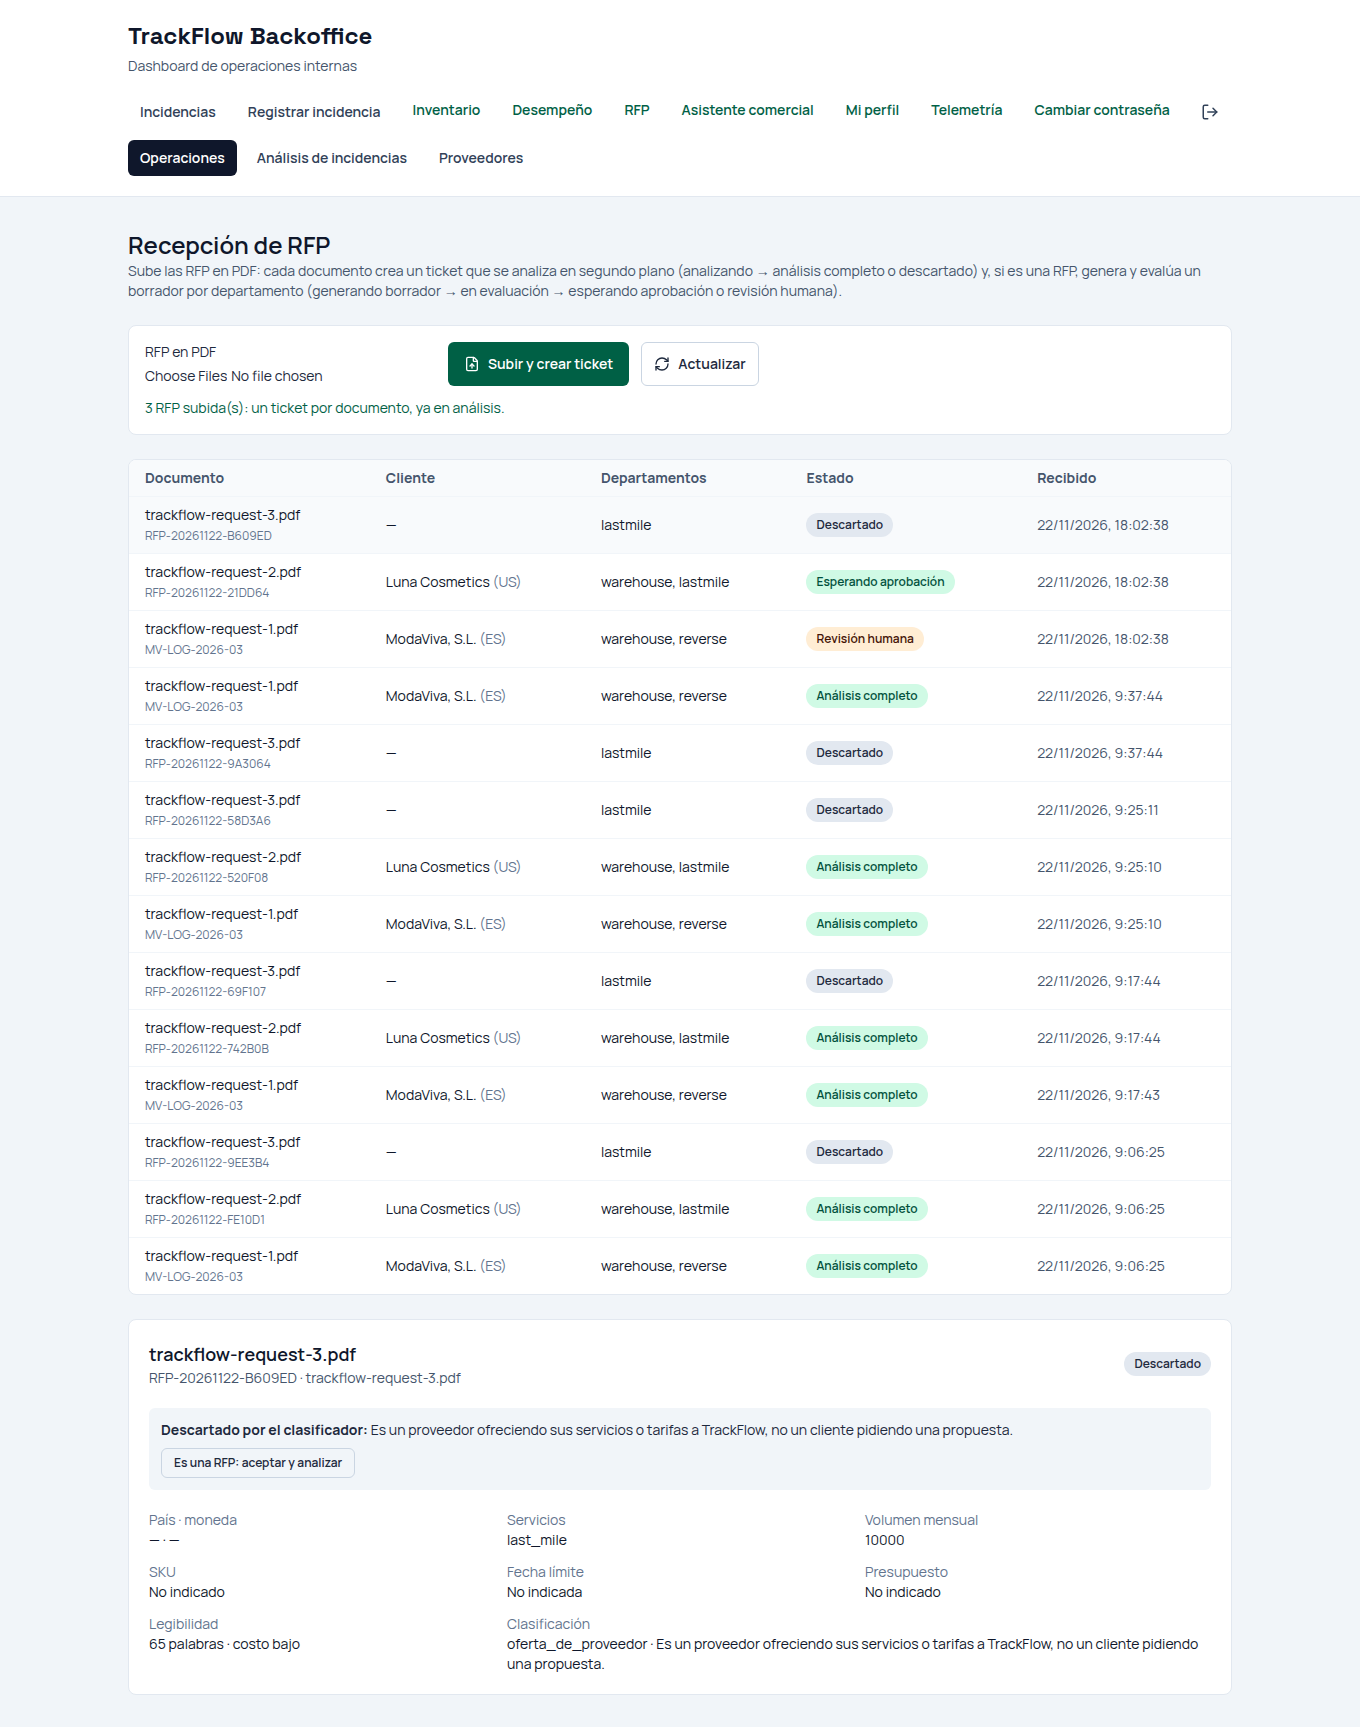 TrackFlow Backoffice
Dashboard de operaciones internas
Incidencias Registrar incidencia Inventario Desempeño RFP Asistente comercial Mi perfil Telemetría Cambiar contraseña
Operaciones Análisis de incidencias Proveedores
Recepción de RFP
Sube las RFP en PDF: cada documento crea un ticket que se analiza en segundo plano (analizando → análisis completo o descartado) y, si es una RFP, genera y evalúa un
borrador por departamento (generando borrador → en evaluación → esperando aprobación o revisión humana).
RFP en PDF
Choose Files No file chosen
Subir y crear ticket
Actualizar
3 RFP subida(s): un ticket por documento, ya en análisis.
Documento Cliente Departamentos Estado Recibido
trackflow-request-3.pdf
RFP-20261122-B609ED
— lastmile Descartado 22/11/2026, 18:02:38
trackflow-request-2.pdf
RFP-20261122-21DD64
Luna Cosmetics (US) warehouse, lastmile Esperando aprobación 22/11/2026, 18:02:38
trackflow-request-1.pdf
MV-LOG-2026-03
ModaViva, S.L. (ES) warehouse, reverse Revisión humana 22/11/2026, 18:02:38
trackflow-request-1.pdf
MV-LOG-2026-03
ModaViva, S.L. (ES) warehouse, reverse Análisis completo 22/11/2026, 9:37:44
trackflow-request-3.pdf
RFP-20261122-9A3064
— lastmile Descartado 22/11/2026, 9:37:44
trackflow-request-3.pdf
RFP-20261122-58D3A6
— lastmile Descartado 22/11/2026, 9:25:11
trackflow-request-2.pdf
RFP-20261122-520F08
Luna Cosmetics (US) warehouse, lastmile Análisis completo 22/11/2026, 9:25:10
trackflow-request-1.pdf
MV-LOG-2026-03
ModaViva, S.L. (ES) warehouse, reverse Análisis completo 22/11/2026, 9:25:10
trackflow-request-3.pdf
RFP-20261122-69F107
— lastmile Descartado 22/11/2026, 9:17:44
trackflow-request-2.pdf
RFP-20261122-742B0B
Luna Cosmetics (US) warehouse, lastmile Análisis completo 22/11/2026, 9:17:44
trackflow-request-1.pdf
MV-LOG-2026-03
ModaViva, S.L. (ES) warehouse, reverse Análisis completo 22/11/2026, 9:17:43
trackflow-request-3.pdf
RFP-20261122-9EE3B4
— lastmile Descartado 22/11/2026, 9:06:25
trackflow-request-2.pdf
RFP-20261122-FE10D1
Luna Cosmetics (US) warehouse, lastmile Análisis completo 22/11/2026, 9:06:25
trackflow-request-1.pdf
MV-LOG-2026-03
ModaViva, S.L. (ES) warehouse, reverse Análisis completo 22/11/2026, 9:06:25
trackflow-request-3.pdf
RFP-20261122-B609ED · trackflow-request-3.pdf
Descartado
Descartado por el clasificador: Es un proveedor ofreciendo sus servicios o tarifas a TrackFlow, no un cliente pidiendo una propuesta.
Es una RFP: aceptar y analizar
País · moneda Servicios Volumen mensual
— · — last_mile 10000
SKU Fecha límite Presupuesto
No indicado No indicada No indicado
Legibilidad Clasificación
65 palabras · costo bajo oferta_de_proveedor · Es un proveedor ofreciendo sus servicios o tarifas a TrackFlow, no un cliente pidiendo
una propuesta.